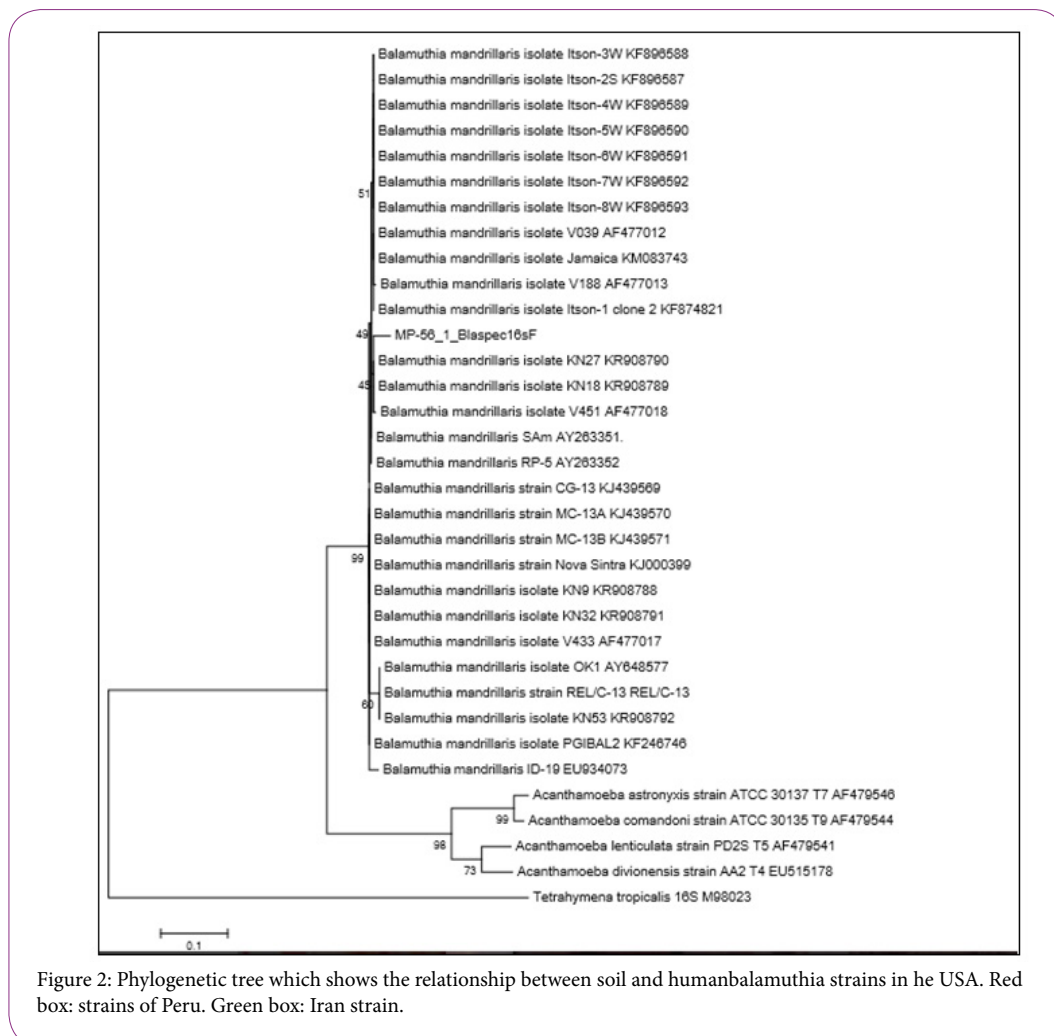 Balamuthia mandrillaris isolate Itson-3W KF896588
Balamuthia mandrillaris isolate Itson-2S KF896587
Balamuthia mandrillaris isolate Itson-4W KF896589
Balamuthia mandrillaris isolate Itson-5W KF896590
Balamuthia mandrillaris isolate Itson-6W KF896591
Balamuthia mandrillaris isolate Itson-7W KF896592
51
Balamuthia mandrillaris isolate Itson-8W KF896593
Balamuthia mandrillaris isolate V039 AF477012
Balamuthia mandrillaris isolate Jamaica KM083743
Balamuthia mandrillaris isolate V188 AF477013
Balamuthia mandrillaris isolate Itson-1 clone 2 KF874821
49
MP-56_1_Blaspec16sF
Balamuthia mandrillaris isolate KN27 KR908790
45
Balamuthia mandrillaris isolate KN18 KR908789
Balamuthia mandrillaris isolate V451 AF477018
Balamuthia mandrillaris SAm AY263351.
Balamuthia mandrillaris RP-5 AY263352
Balamuthia mandrillaris strain CG-13 KJ439569
Balamuthia mandrillaris strain MC-13A KJ439570
Balamuthia mandrillaris strain MC-13B KJ439571
99
Balamuthia mandrillaris strain Nova Sintra KJ000399
Balamuthia mandrillaris isolate KN9 KR908788
Balamuthia mandrillaris isolate KN32 KR908791
Balamuthia mandrillaris isolate V433 AF477017
Balamuthia mandrillaris isolate OK1 AY648577
Balamuthia mandrillaris strain REL/C-13 REL/C-13
60
Balamuthia mandrillaris isolate KN53 KR908792
Balamuthia mandrillaris isolate PGIBAL2 KF246746
Balamuthia mandrillaris ID-19 EU934073
Acanthamoeba astronyxis strain ATCC 30137 T7 AF479546
99
Acanthamoeba comandoni strain ATCC 30135 T9 AF479544
98
Acanthamoeba lenticulata strain PD2S T5 AF479541
73
Acanthamoeba divionensis strain AA2 T4 EU515178
Tetrahymena tropicalis 16S M98023
0.1
Figure 2: Phylogenetic tree which shows the relationship between soil and humanbalamuthia strains in he USA. Red
box: strains of Peru. Green box: Iran strain.